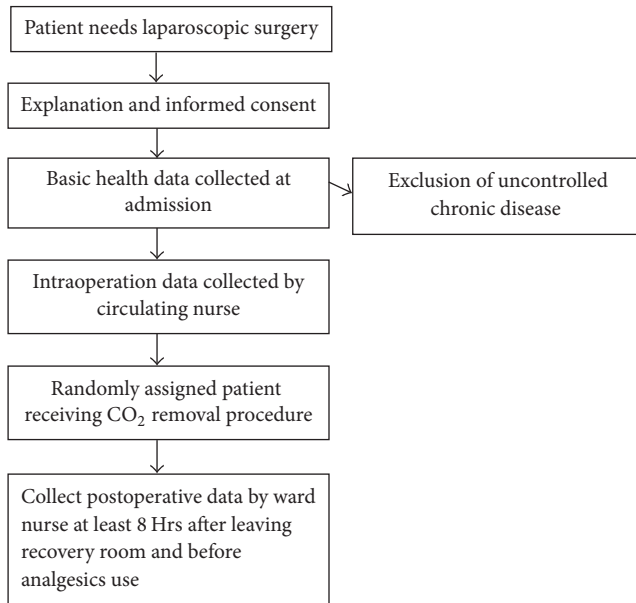 Patient needs laparoscopic surgery
Explanation and informed consent
Basic health data collected at
admission
Exclusion of uncontrolled
chronic disease
Intraoperation data collected by
circulating nurse
Randomly assigned patient
receiving CO₂ removal procedure
Collect postoperative data by ward
nurse at least 8 Hrs after leaving
recovery room and before
analgesics use